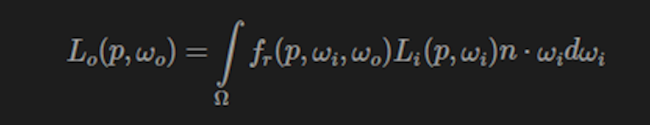 L_o(p, ω_o) = ∫_Ω f_r(p, ω_i, ω_o)L_i(p, ω_i)n · ω_i dω_i